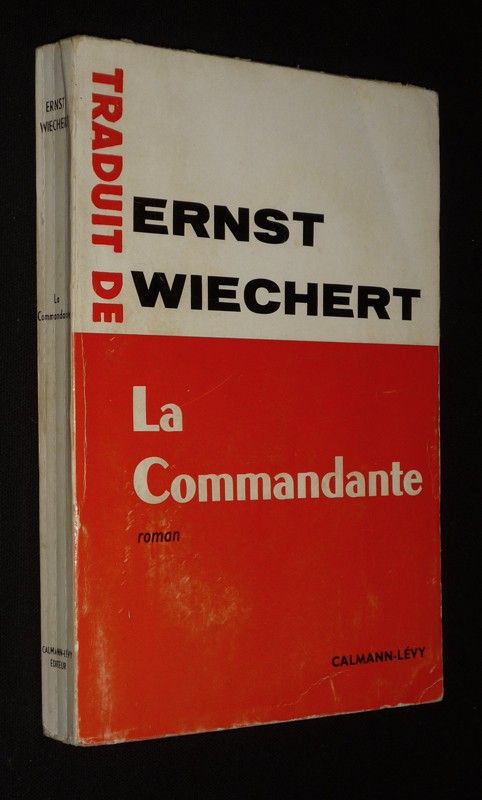 ERNST
WIECHERT
La
Commandante
CALMANN-LÉVY
ÉDITEUR
TRADUIT DE
ERNST
WIECHERT
La
Commandante
roman
CALMANN-LÉVY